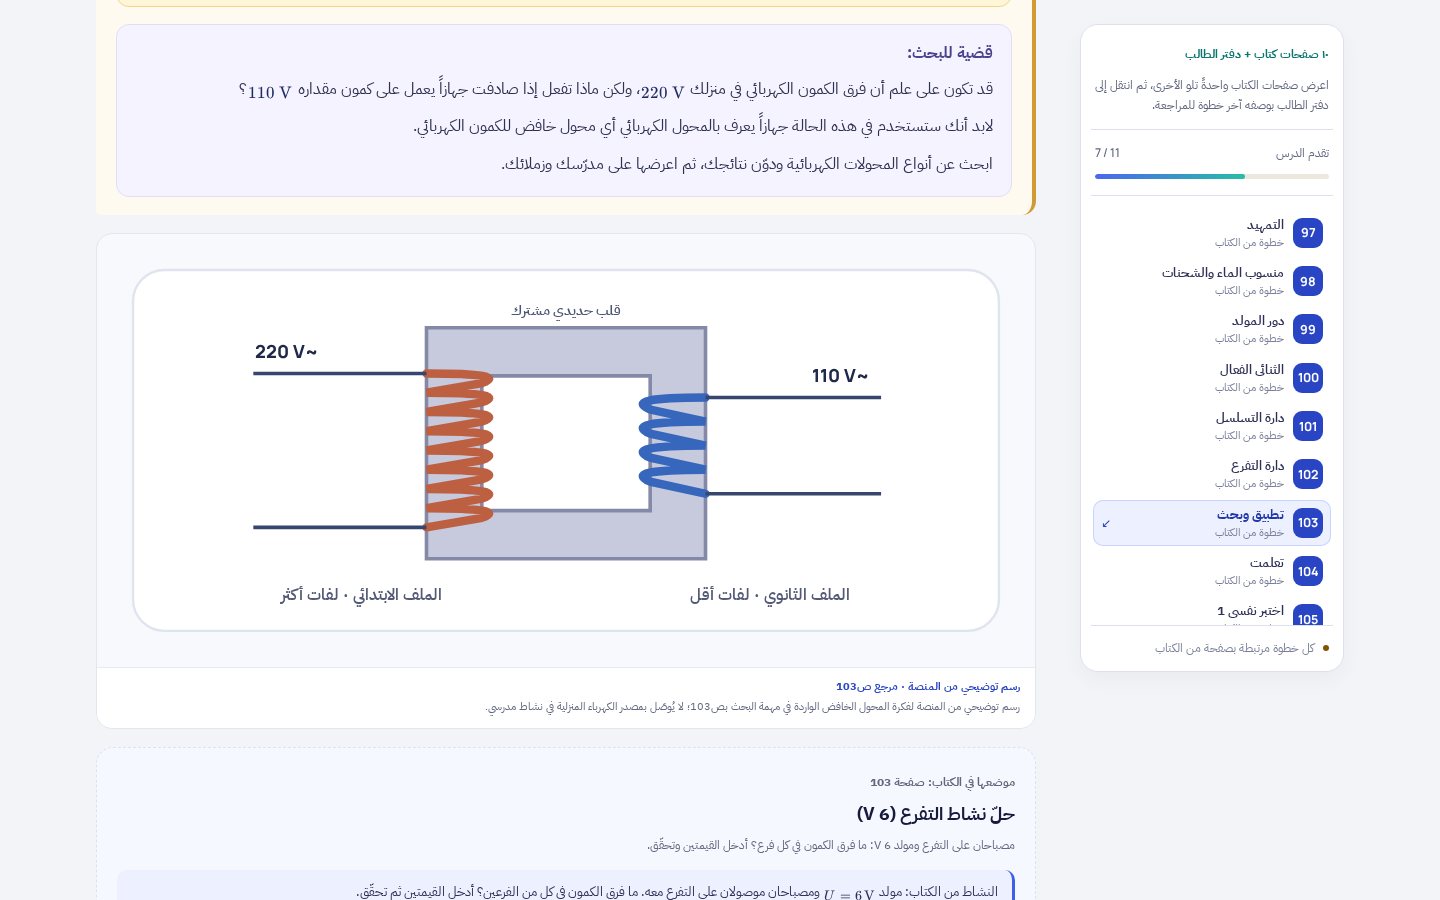 قضية للبحث:
قد تكون على علم أن فرق الكمون الكهربائي في منزلك 220 V، ولكن ماذا تفعل إذا صادفت جهازاً يعمل على كمون مقداره 110 V؟
لابد أنك ستستخدم في هذه الحالة جهازاً يعرف بالمحول الكهربائي أي محول خافض للكمون الكهربائي.
ابحث عن أنواع المحولات الكهربائية ودوّن نتائجك، ثم اعرضها على مدرّسك وزملائك.
قلب حديدي مشترك
220 V~
110 V~
الملف الثانوي · لفات أقل
الملف الابتدائي · لفات أكثر
رسم توضيحي من المنصة · مرجع ص103
رسم توضيحي من المنصة لفكرة المحول الخافض الواردة في مهمة البحث بص103؛ لا يُوصَل بمصدر الكهرباء المنزلية في نشاط مدرسي.
موضعها في الكتاب: صفحة 103
حلّ نشاط التفرع (6 V)
مصباحان على التفرع ومولد 6 V: ما فرق الكمون في كل فرع؟ أدخل القيمتين وتحقّق.
النشاط من الكتاب: مولد U = 6 V ومصباحان موصولان على التفرع معه. ما فرق الكمون في كل من الفرعين؟ أدخل القيمتين ثم تحقّق.
١٠ صفحات كتاب + دفتر الطالب
اعرض صفحات الكتاب واحدةً تلو الأخرى، ثم انتقل إلى
دفتر الطالب بوصفه آخر خطوة للمراجعة.
تقدم الدرس
7 / 11
97
التمهيد
خطوة من الكتاب
98
منسوب الماء والشحنات
خطوة من الكتاب
99
دور المولد
خطوة من الكتاب
100
الثنائي الفعال
خطوة من الكتاب
101
دارة التسلسل
خطوة من الكتاب
102
دارة التفرع
خطوة من الكتاب
103
تطبيق وبحث
خطوة من الكتاب
104
تعلمت
خطوة من الكتاب
105
اختبر نفسي 1
كل خطوة مرتبطة بصفحة من الكتاب